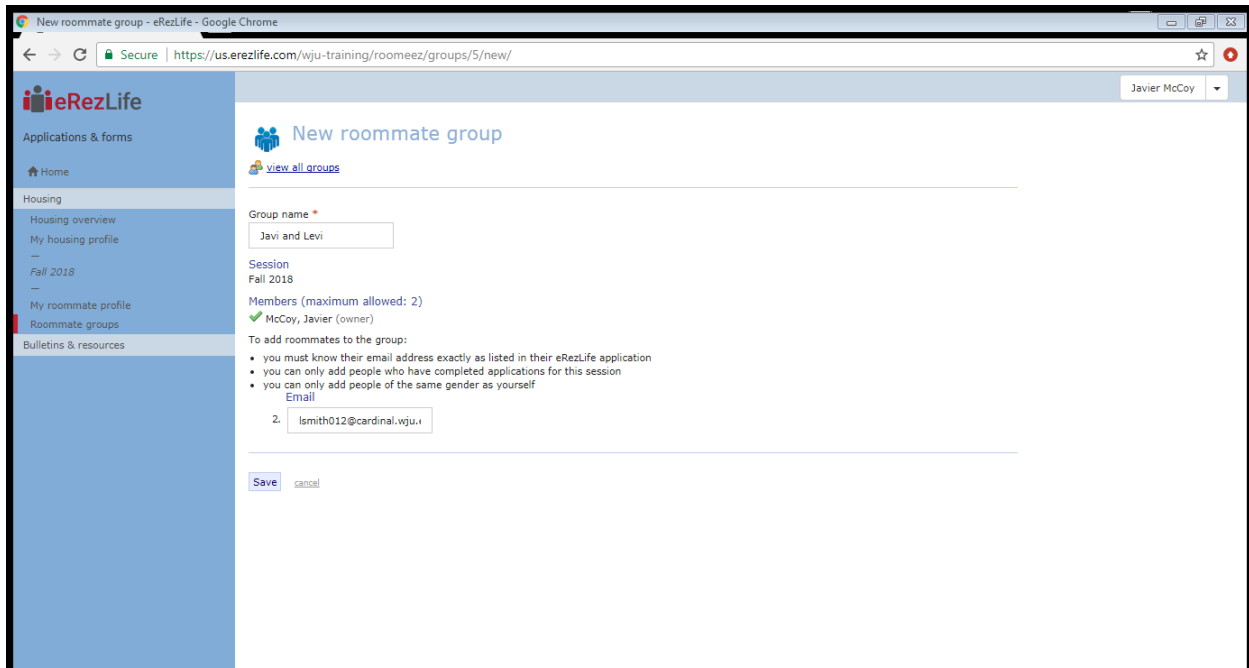 New roommate group - eRezLife - Google Chrome
Secure | https://us.erezlife.com/wju-training/roomeez/groups/5/new/
eRezLife
Javier McCoy
Applications & forms
Home
Housing
Housing overview
My housing profile
—
Fall 2018
—
My roommate profile
Roommate groups
Bulletins & resources
New roommate group
view all groups
Group name *
Javi and Levi
Session
Fall 2018
Members (maximum allowed: 2)
McCoy, Javier (owner)
To add roommates to the group:
• you must know their email address exactly as listed in their eRezLife application
• you can only add people who have completed applications for this session
• you can only add people of the same gender as yourself
Email
2. lsmith012@cardinal.wju.
Save cancel